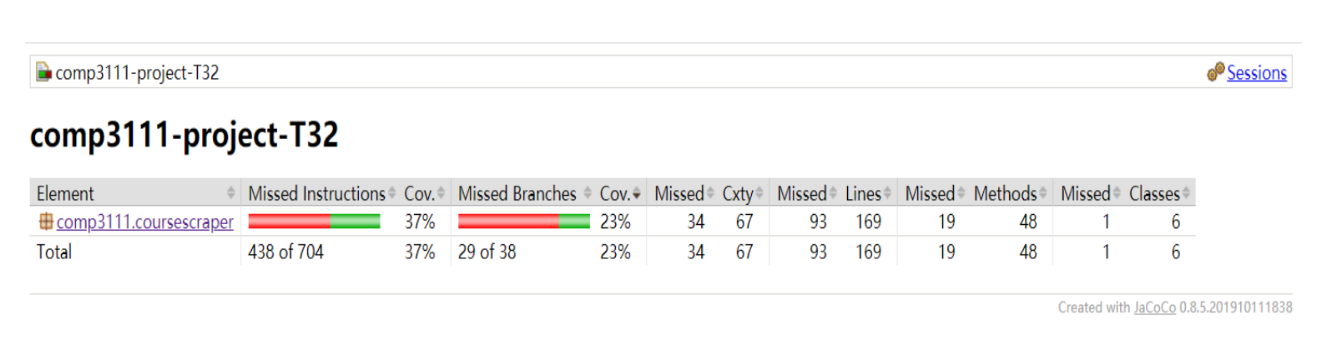 comp3111-project-T32 Sessions
comp3111-project-T32
Element Missed Instructions Cov. Missed Branches Cov. Missed Cxty Missed Lines Missed Methods Missed Classes
comp3111.coursescraper 37% 23% 34 67 93 169 19 48 1 6
Total 438 of 704 37% 29 of 38 23% 34 67 93 169 19 48 1 6
Created with JaCoCo 0.8.5.201910111838